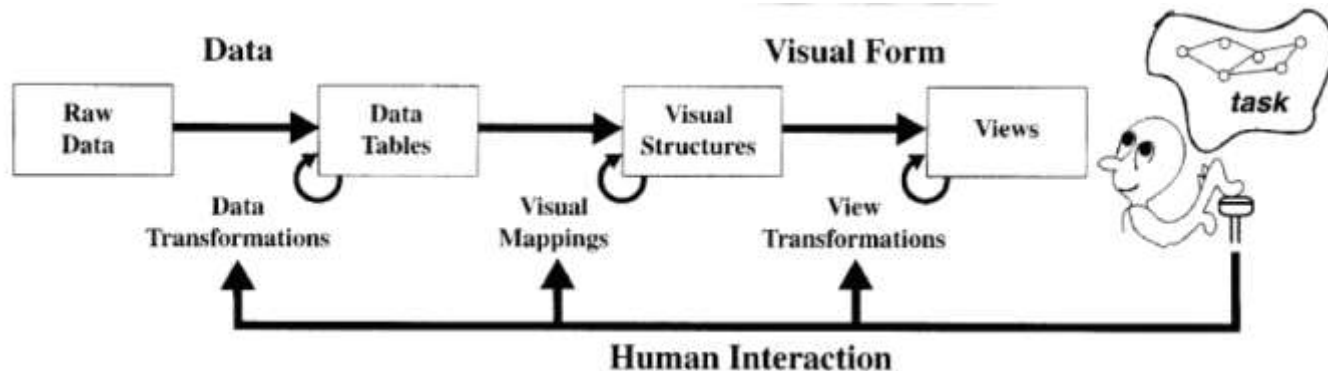 Data
Visual Form
Raw
Data
Data
Tables
Visual
Structures
Views
task
Data
Transformations
Visual
Mappings
View
Transformations
Human Interaction